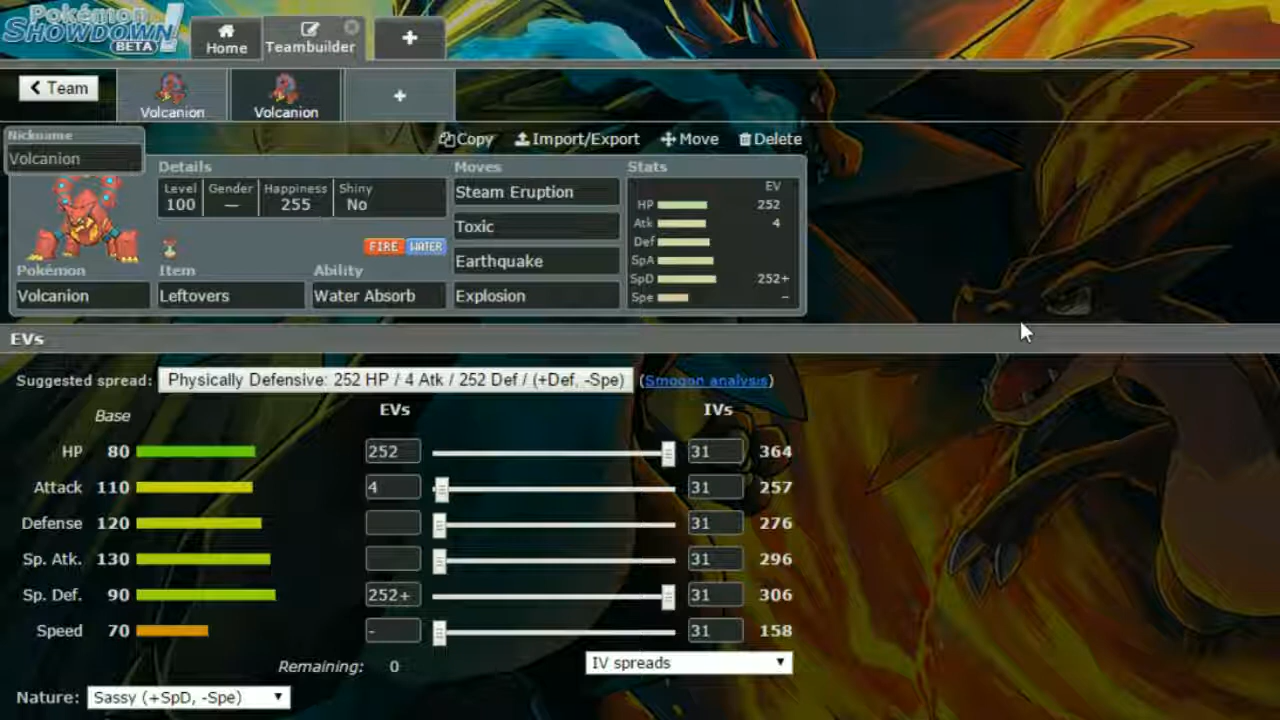 Pokémon
SHOWDOWN!
BETA
Home
Teambuilder
+
< Team
Volcanion
Volcanion
+
Copy Import/Export Move Delete
Nickname
Volcanion
Details
Level Gender Happiness Shiny
100 — 255 No
FIRE WATER
Pokémon Item Ability
Volcanion Leftovers Water Absorb
Moves
Steam Eruption
Toxic
Earthquake
Explosion
Stats
EV
HP 252
Atk 4
Def
SpA
SpD 252+
Spe -
EVs
Suggested spread: Physically Defensive: 252 HP / 4 Atk / 252 Def / (+Def, -Spe) (Smogon analysis)
Base EVs IVs
HP 80 252 31 364
Attack 110 4 31 257
Defense 120 31 276
Sp. Atk. 130 31 296
Sp. Def. 90 252+ 31 306
Speed 70 - 31 158
Remaining: 0 IV spreads
Nature: Sassy (+SpD, -Spe)